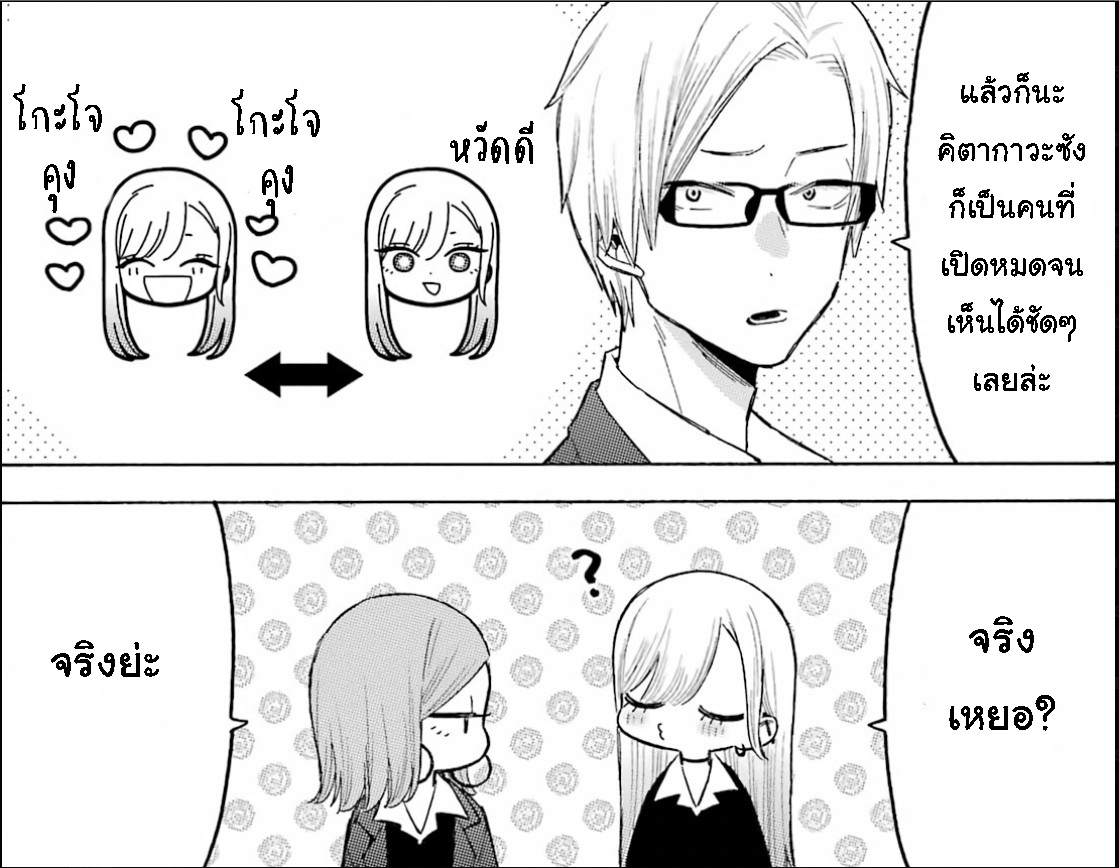 แล้วก็นะ
คิตากาวะซัง
ก็เป็นคนที่
เปิดหมดจน
เห็นได้ชัดๆ
เลยล่ะ
หวัดดี
โกะโจ
คุง
โกะโจ
คุง
?
จริง
เหยอ?
จริงย่ะ